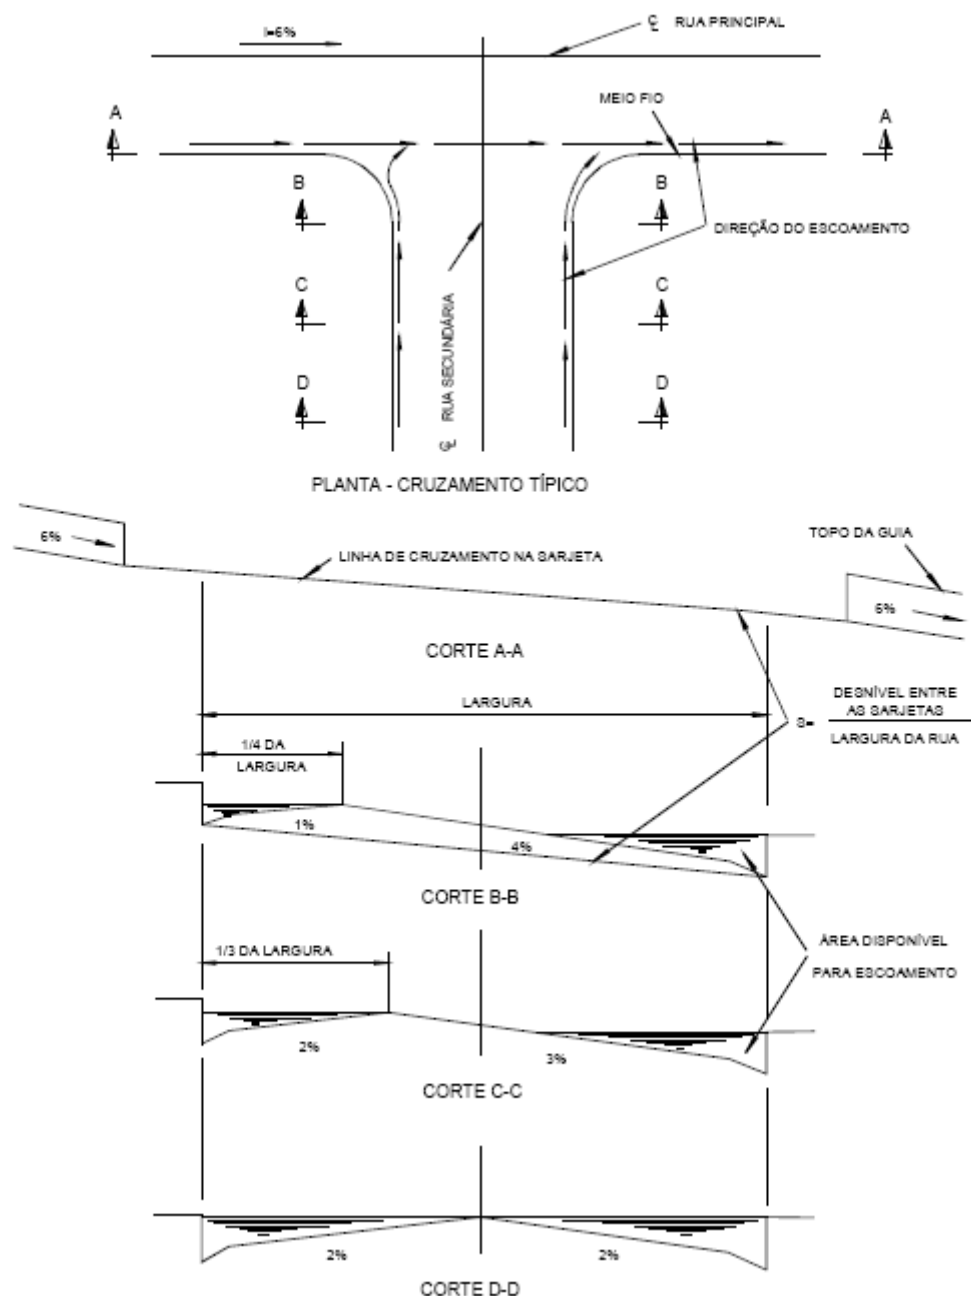 I=6%
℄ RUA PRINCIPAL
MEIO FIO
A
A
B
B
DIREÇÃO DO ESCOAMENTO
C
C
℄ RUA SECUNDÁRIA
D
D
PLANTA - CRUZAMENTO TÍPICO
6%
LINHA DE CRUZAMENTO NA SARJETA
TOPO DA GUIA
6%
CORTE A-A
LARGURA
S=
DESNÍVEL ENTRE
AS SARJETAS
LARGURA DA RUA
1/4 DA
LARGURA
1%
4%
CORTE B-B
1/3 DA LARGURA
ÁREA DISPONÍVEL
PARA ESCOAMENTO
2%
3%
CORTE C-C
2%
2%
CORTE D-D